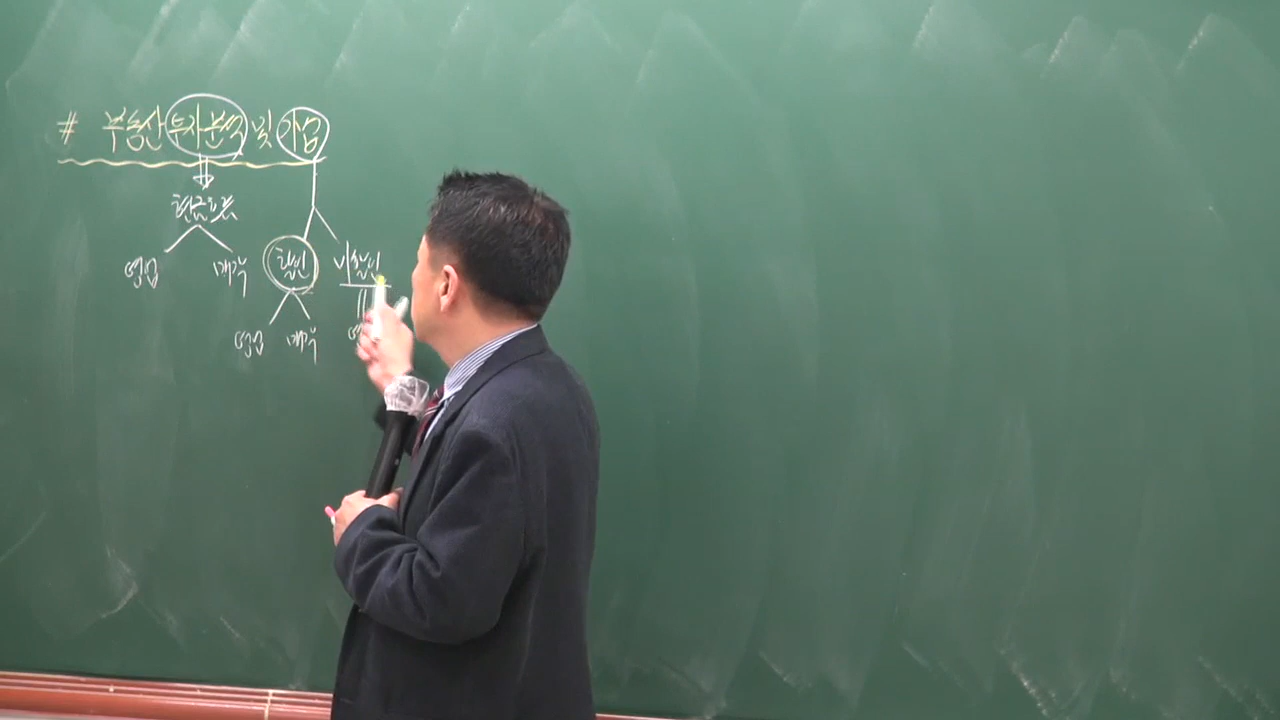 # 부동산 투자분석 및 기법
현금흐름
영업 매각 할인 비할인
영업 매각 영